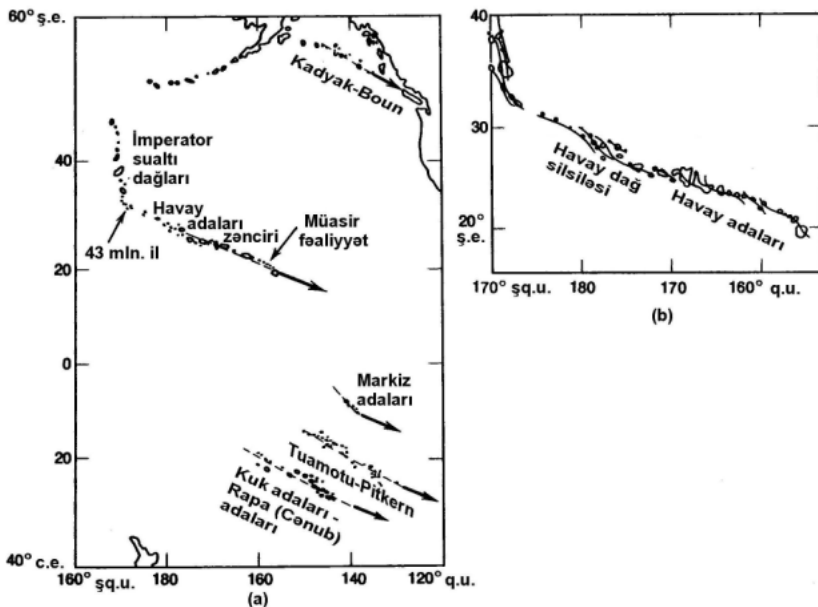 60° ş.e.
Kadyak-Boun
İmperator
sualtı
dağları
40
Havay
adaları
zənciri
Müasir
fəaliyyət
43 mln. il
20
0
Markiz
adaları
20
Tuamotu-Pitkern
Kuk adaları -
Rapa (Cənub)
adaları
40° c.e.
160° şq.u.
180
160
140
120° q.u.
(a)
40
30
Havay dağ
silsiləsi
Havay adaları
20°
ş.e.
170° şq.u.
180
170
160° q.u.
(b)